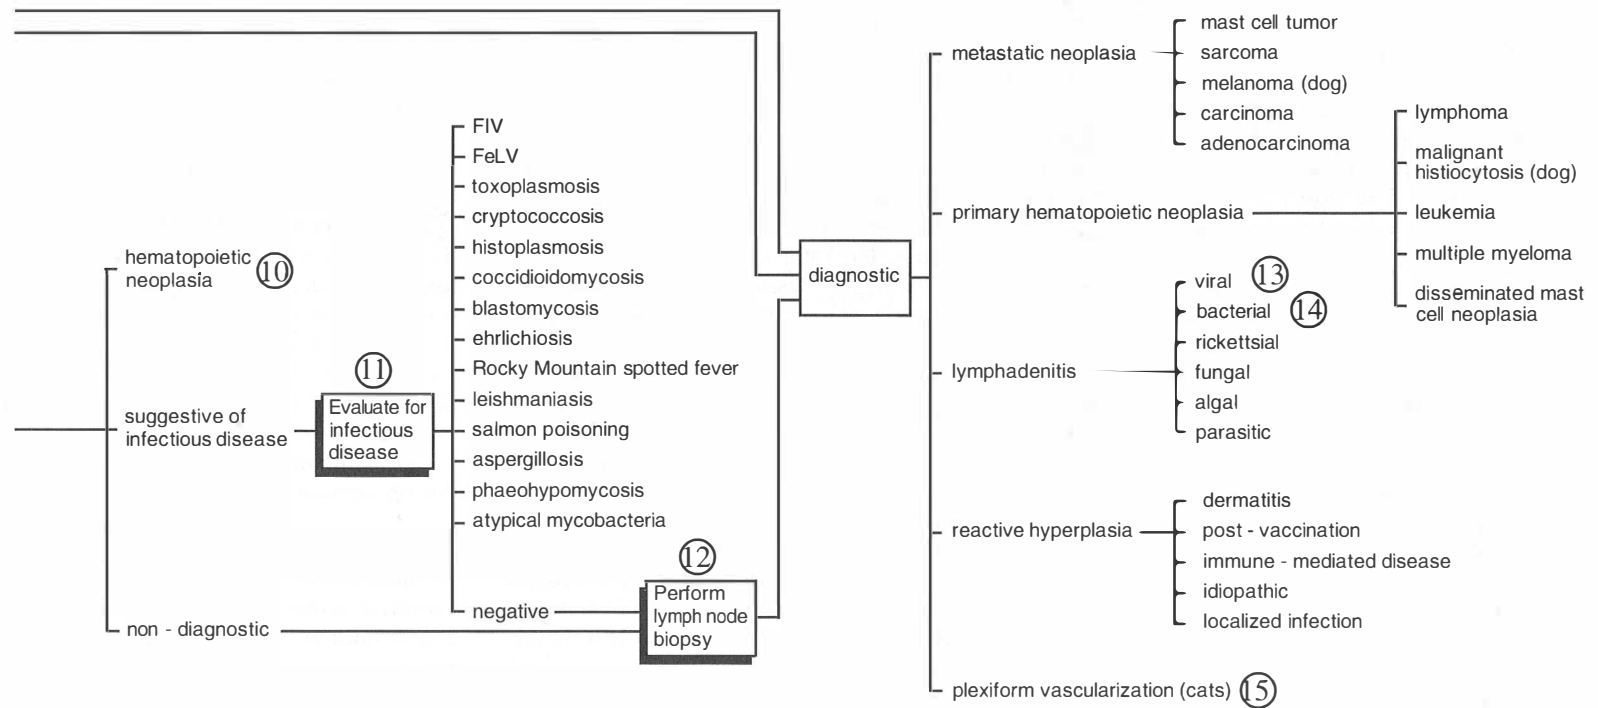 hematopoietic
neoplasia
10
suggestive of
infectious disease
non - diagnostic
11
Evaluate for
infectious
disease
FIV
FeLV
toxoplasmosis
cryptococcosis
histoplasmosis
coccidioidomycosis
blastomycosis
ehrlichiosis
Rocky Mountain spotted fever
leishmaniasis
salmon poisoning
aspergillosis
phaeohypomycosis
atypical mycobacteria
negative
12
Perform
lymph node
biopsy
diagnostic
metastatic neoplasia
mast cell tumor
sarcoma
melanoma (dog)
carcinoma
adenocarcinoma
primary hematopoietic neoplasia
lymphoma
malignant
histiocytosis (dog)
leukemia
multiple myeloma
disseminated mast
cell neoplasia
lymphadenitis
viral 13
bacterial 14
rickettsial
fungal
algal
parasitic
reactive hyperplasia
dermatitis
post - vaccination
immune - mediated disease
idiopathic
localized infection
plexiform vascularization (cats) 15